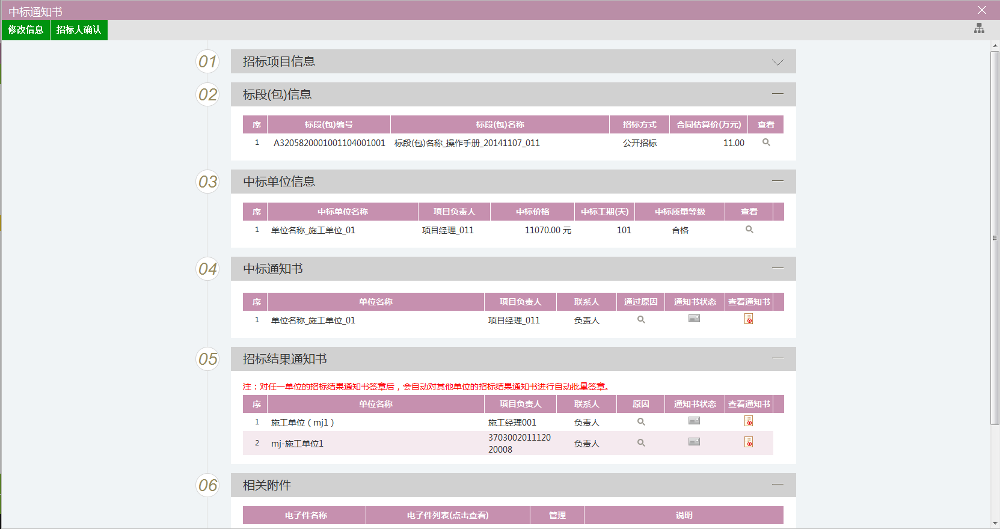 中标通知书
修改信息 招标人确认
01 招标项目信息
02 标段(包)信息
序 标段(包)编号 标段(包)名称 招标方式 合同估算价(万元) 查看
1 A3205820001001104001001 标段(包)名称_操作手册_20141107_011 公开招标 11.00
03 中标单位信息
序 中标单位名称 项目负责人 中标价格 中标工期(天) 中标质量等级 查看
1 单位名称_施工单位_01 项目经理_011 11070.00 元 101 合格
04 中标通知书
序 单位名称 项目负责人 联系人 通过原因 通知书状态 查看通知书
1 单位名称_施工单位_01 项目经理_011 负责人
05 招标结果通知书
注：对任一单位的招标结果通知书签章后，会自动对其他单位的招标结果通知书进行自动批量签章。
序 单位名称 项目负责人 联系人 原因 通知书状态 查看通知书
1 施工单位（mj1） 施工经理001 负责人
2 mj-施工单位1 3703002011120 负责人
20008
06 相关附件
电子件名称 电子件列表(点击查看) 管理 说明